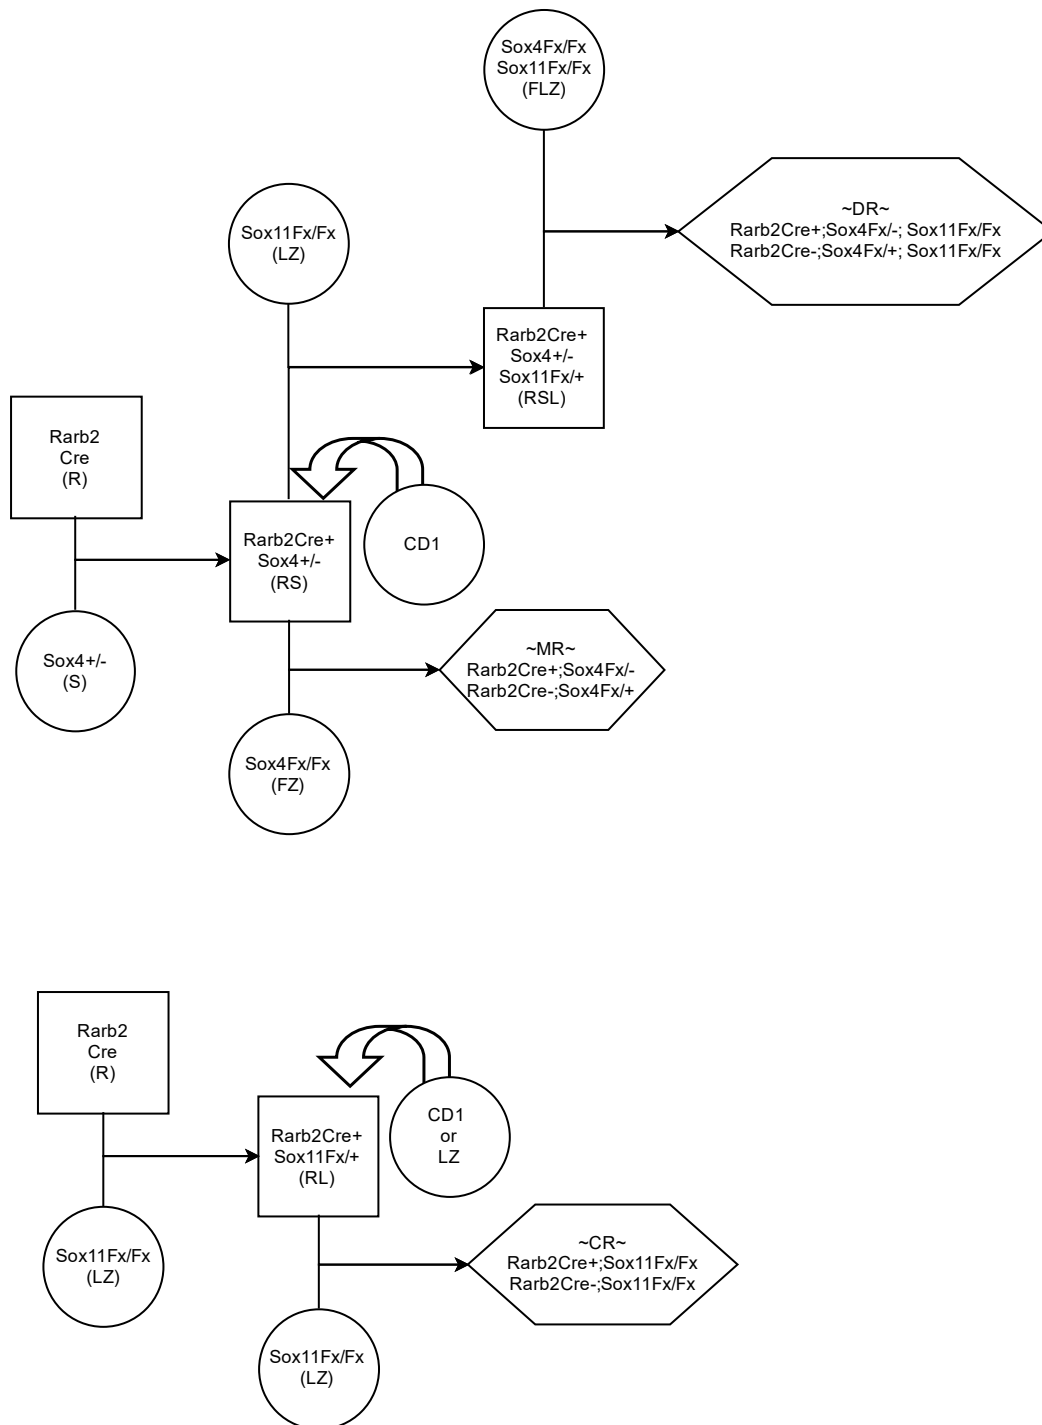 Sox4Fx/Fx
Sox11Fx/Fx
(FLZ)
~DR~
Rarb2Cre+;Sox4Fx/-; Sox11Fx/Fx
Rarb2Cre-;Sox4Fx/+; Sox11Fx/Fx
Sox11Fx/Fx
(LZ)
Rarb2Cre+
Sox4+/-
Sox11Fx/+
(RSL)
Rarb2
Cre
(R)
Rarb2Cre+
Sox4+/-
(RS)
CD1
Sox4+/-
(S)
~MR~
Rarb2Cre+;Sox4Fx/-
Rarb2Cre-;Sox4Fx/+
Sox4Fx/Fx
(FZ)
Rarb2
Cre
(R)
Rarb2Cre+
Sox11Fx/+
(RL)
CD1
or
LZ
Sox11Fx/Fx
(LZ)
~CR~
Rarb2Cre+;Sox11Fx/Fx
Rarb2Cre-;Sox11Fx/Fx
Sox11Fx/Fx
(LZ)